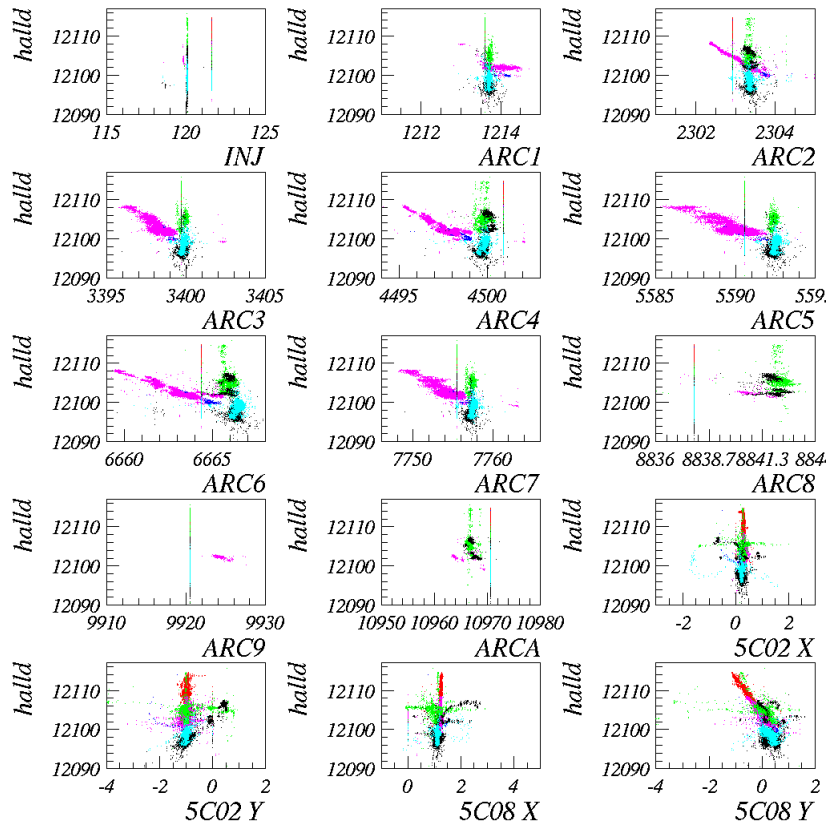 halld
12110
12100
12090
115 120 125
INJ
halld
12110
12100
12090
1212 1214
ARC1
halld
12110
12100
12090
2302 2304
ARC2
halld
12110
12100
12090
3395 3400 3405
ARC3
halld
12110
12100
12090
4495 4500
ARC4
halld
12110
12100
12090
5585 5590
ARC5
halld
12110
12100
12090
6660 6665
ARC6
halld
12110
12100
12090
7750 7760
ARC7
halld
12110
12100
12090
8836 8838.7 8841.3
ARC8
halld
12110
12100
12090
9910 9920 9930
ARC9
halld
12110
12100
12090
10950 10960 10970 10980
ARCA
halld
12110
12100
12090
-2 0 2
5C02 X
halld
12110
12100
12090
-4 -2 0 2
5C02 Y
halld
12110
12100
12090
0 2 4
5C08 X
halld
12110
12100
12090
-4 -2 0 2
5C08 Y